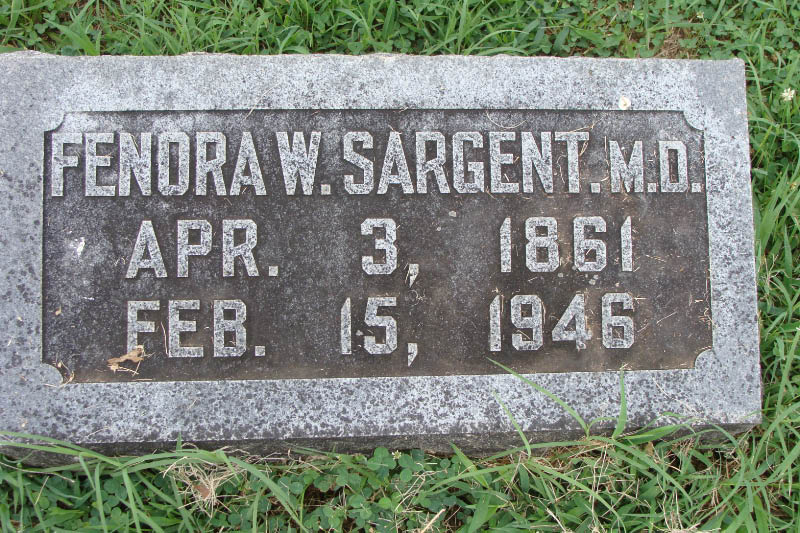 FENORA W. SARGENT. M.D.
APR. 3, 1861
FEB. 15, 1946